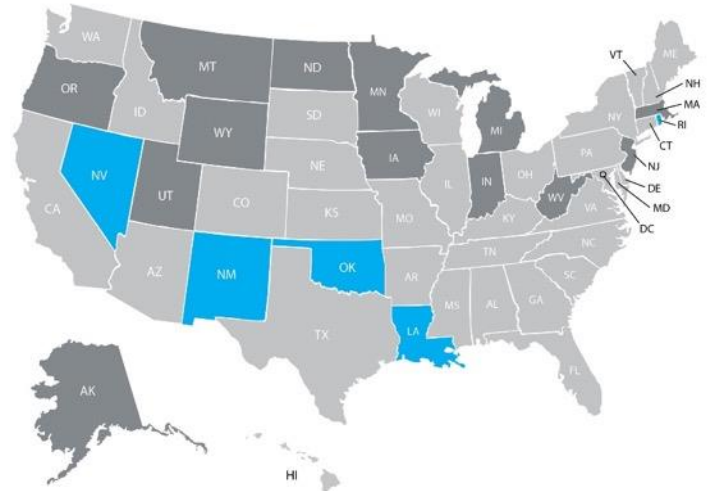 WA
MT
ND
MN
VT
ME
NH
MA
RI
CT
NJ
DE
MD
DC
OR
ID
WY
SD
WI
MI
NY
PA
IA
NE
NV
UT
CO
CA
KS
MO
IL
IN
OH
WV
VA
KY
NC
TN
SC
AZ
NM
OK
AR
MS
AL
GA
LA
TX
FL
AK
HI